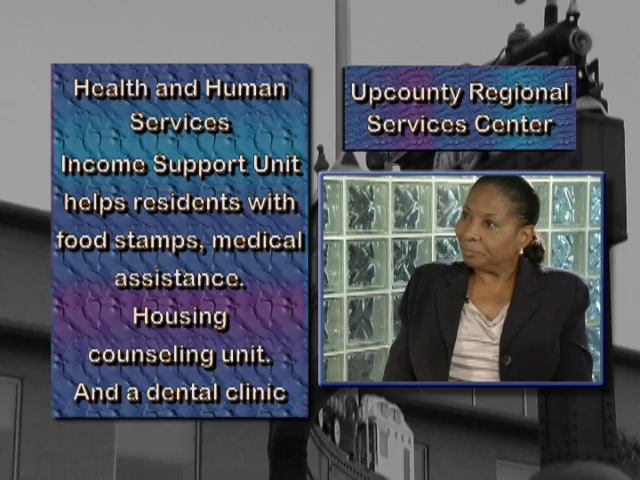 Health and Human
Services
Income Support Unit
helps residents with
food stamps, medical
assistance.
Housing
counseling unit.
And a dental clinic
Upcounty Regional
Services Center